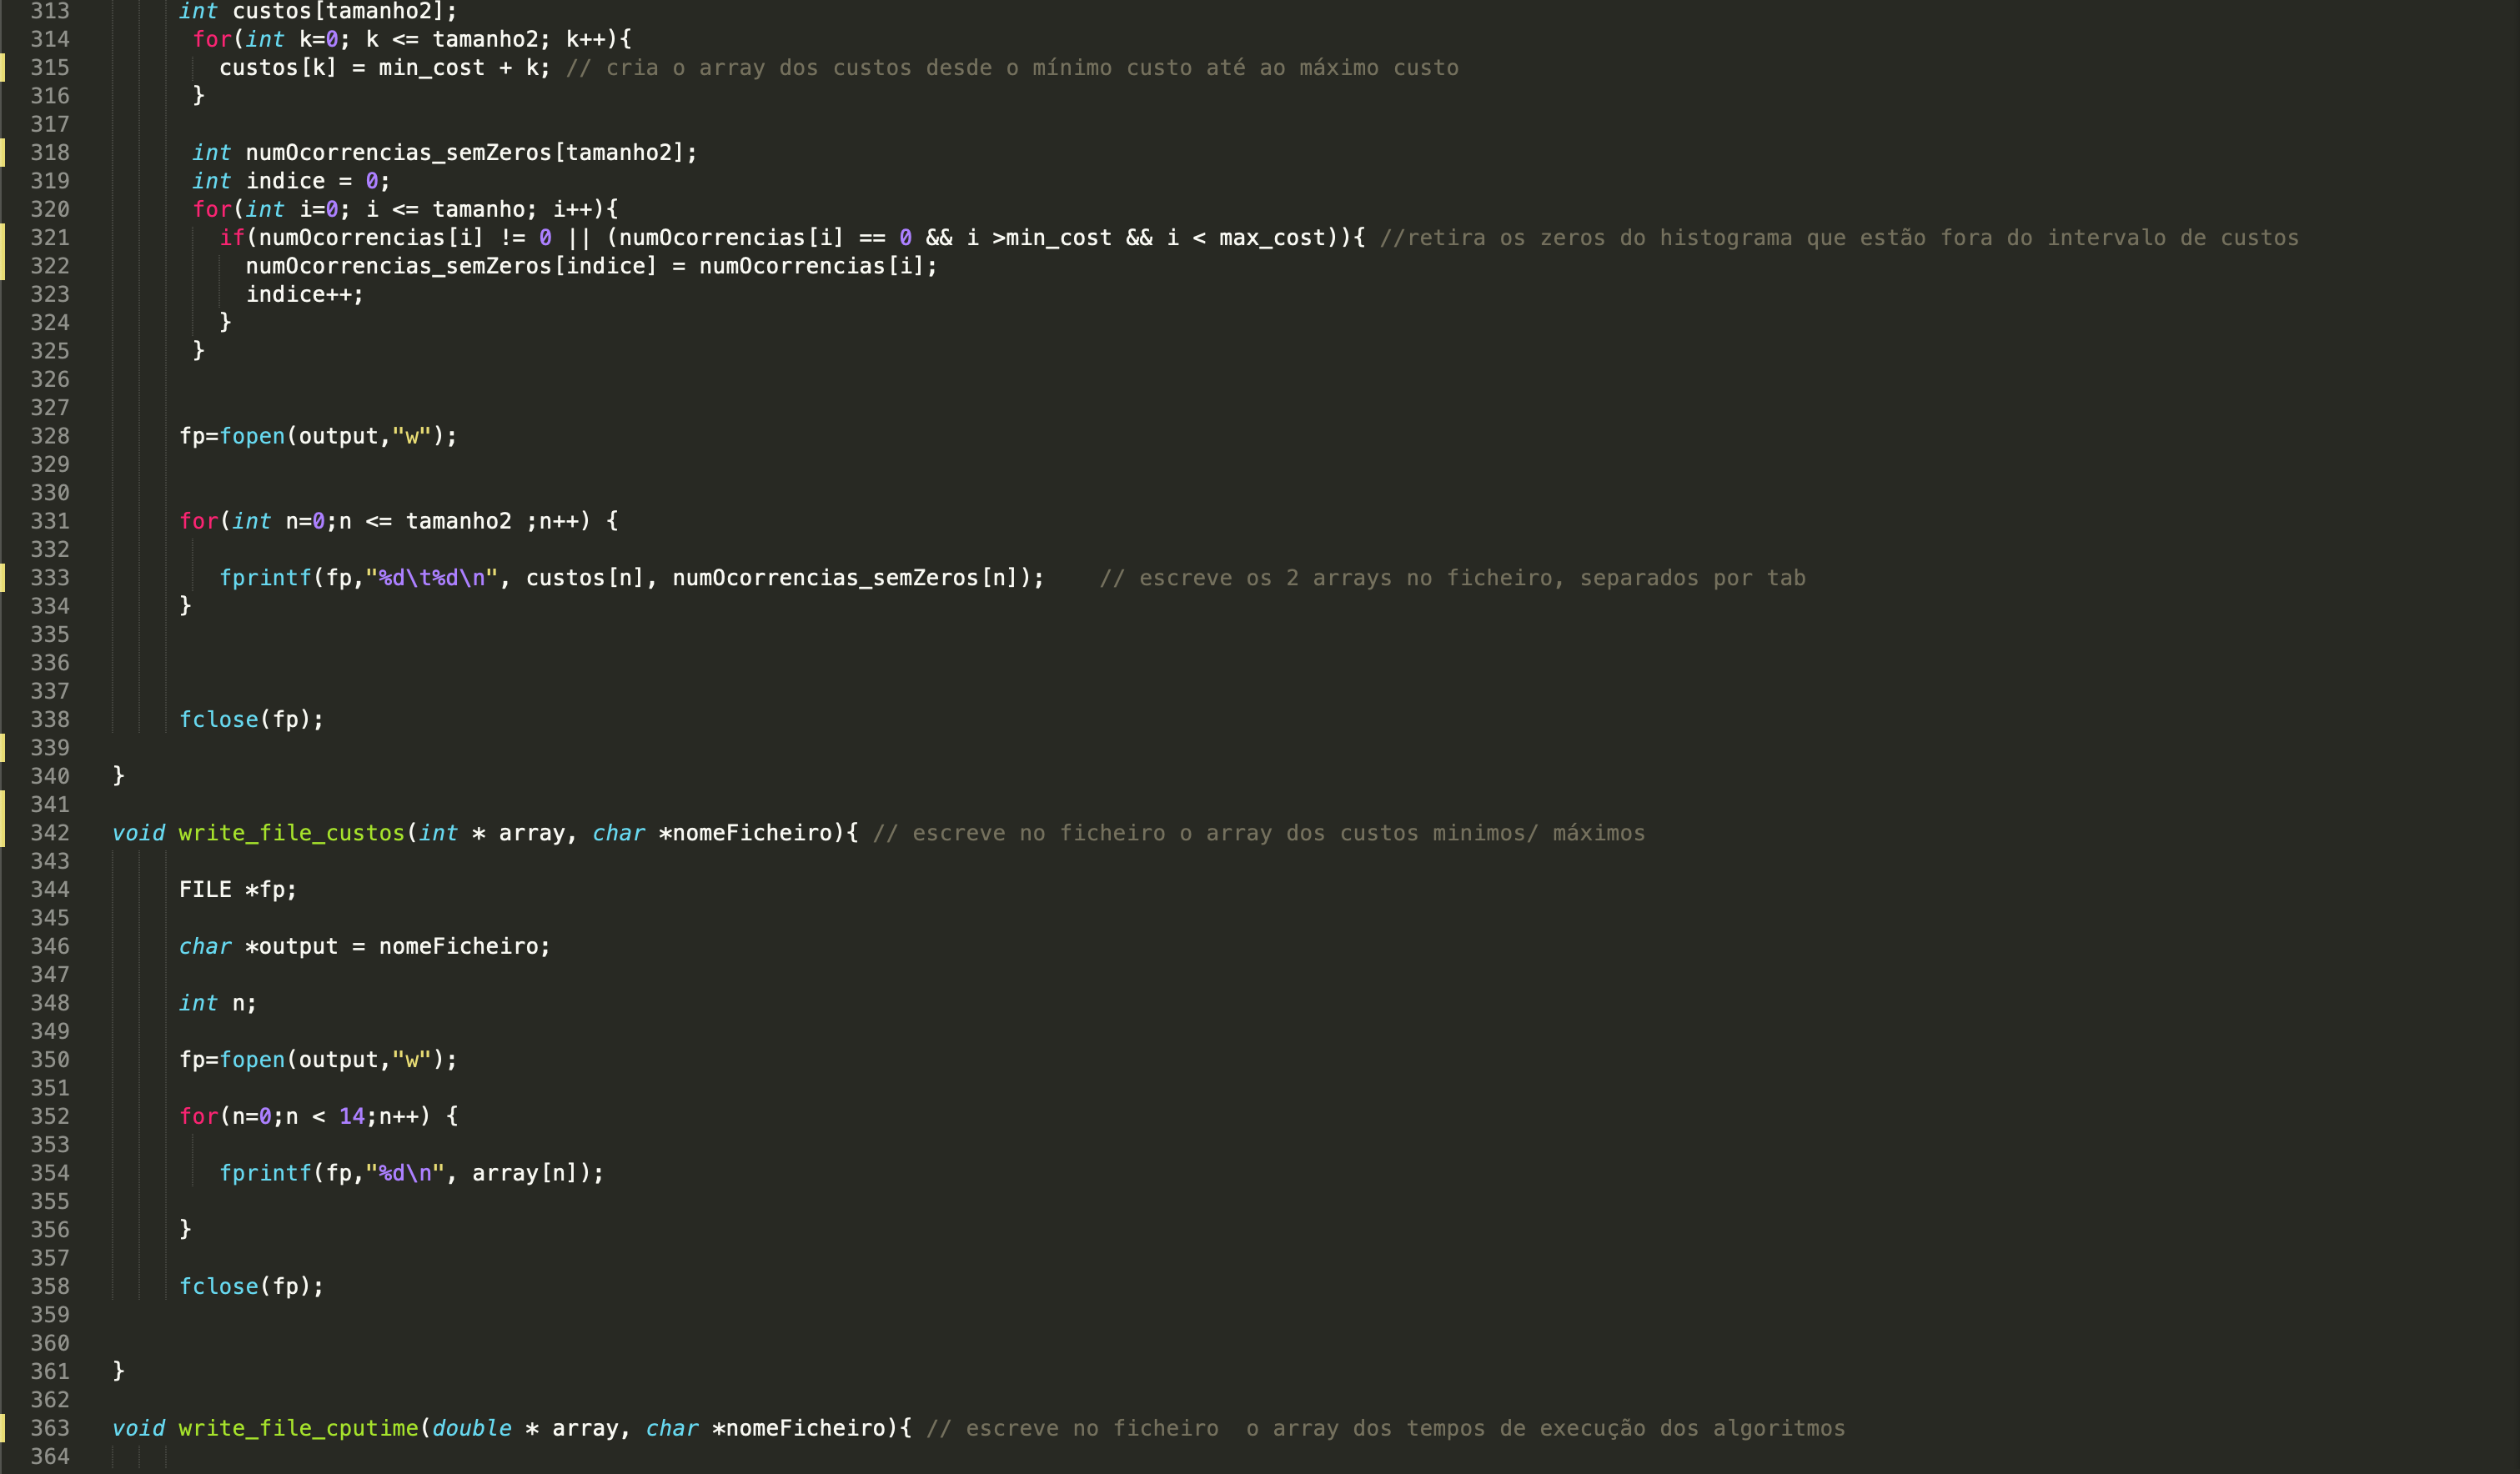 313 int custos[tamanho2];
314 for(int k=0; k <= tamanho2; k++){
315 custos[k] = min_cost + k; // cria o array dos custos desde o mínimo custo até ao máximo custo
316 }
317
318 int numOcorrencias_semZeros[tamanho2];
319 int indice = 0;
320 for(int i=0; i <= tamanho; i++){
321 if(numOcorrencias[i] != 0 || (numOcorrencias[i] == 0 && i >min_cost && i < max_cost)){ //retira os zeros do histograma que estão fora do intervalo de custos
322 numOcorrencias_semZeros[indice] = numOcorrencias[i];
323 indice++;
324 }
325 }
326
327
328 fp=fopen(output,"w");
329
330
331 for(int n=0;n <= tamanho2 ;n++) {
332
333 fprintf(fp,"%d\t%d\n", custos[n], numOcorrencias_semZeros[n]); // escreve os 2 arrays no ficheiro, separados por tab
334 }
335
336
337
338 fclose(fp);
339
340 }
341
342 void write_file_custos(int * array, char *nomeFicheiro){ // escreve no ficheiro o array dos custos minimos/ máximos
343
344 FILE *fp;
345
346 char *output = nomeFicheiro;
347
348 int n;
349
350 fp=fopen(output,"w");
351
352 for(n=0;n < 14;n++) {
353
354 fprintf(fp,"%d\n", array[n]);
355
356 }
357
358 fclose(fp);
359
360
361 }
362
363 void write_file_cputime(double * array, char *nomeFicheiro){ // escreve no ficheiro  o array dos tempos de execução dos algoritmos
364